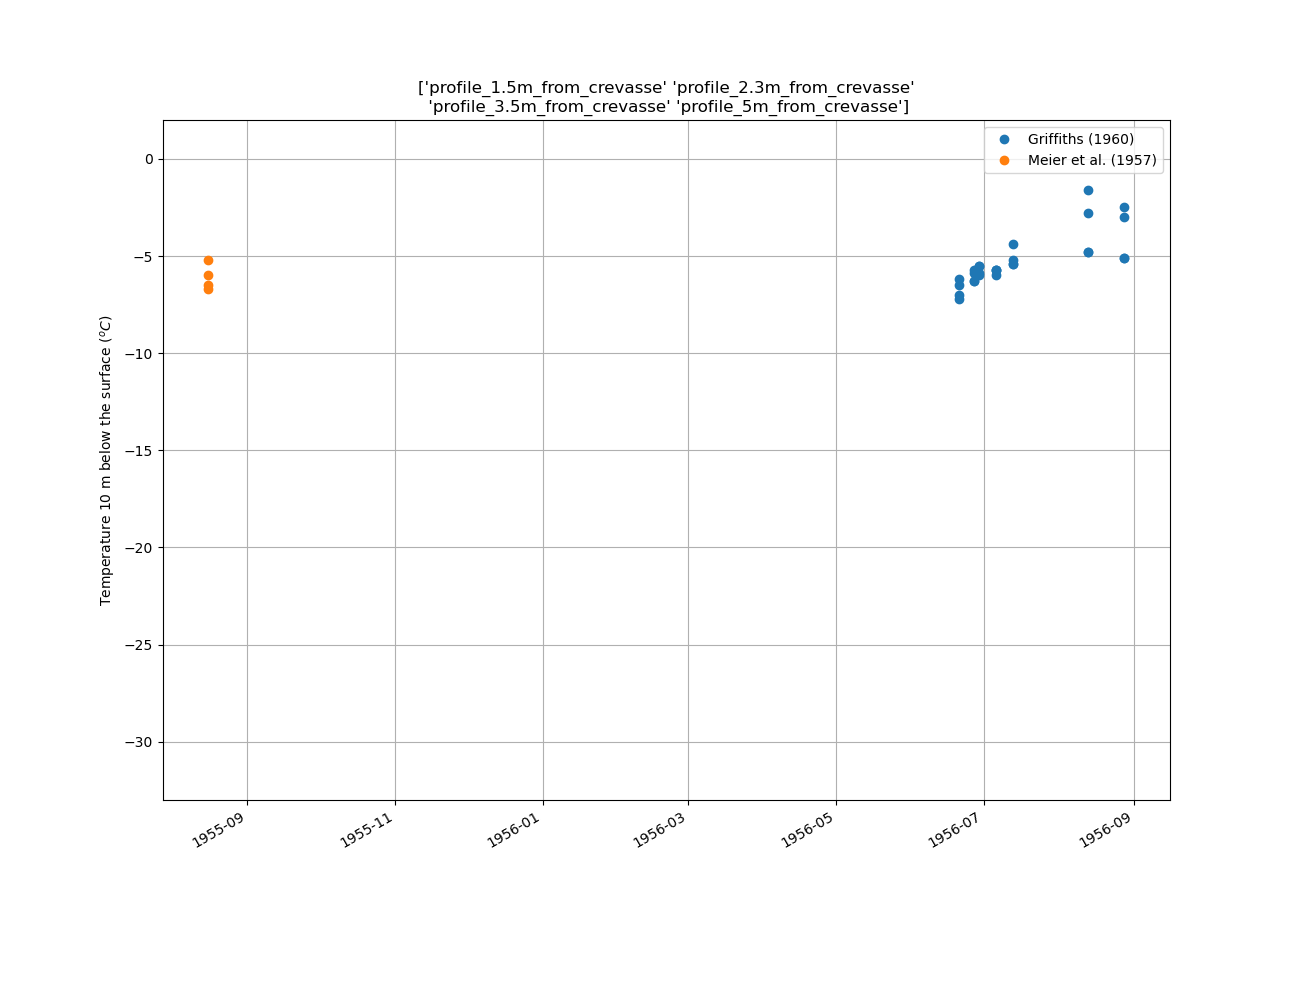 ['profile_1.5m_from_crevasse' 'profile_2.3m_from_crevasse'
'profile_3.5m_from_crevasse' 'profile_5m_from_crevasse']
Griffiths (1960)
Meier et al. (1957)
Temperature 10 m below the surface (°C)
0
−5
−10
−15
−20
−25
−30
1955-09
1955-11
1956-01
1956-03
1956-05
1956-07
1956-09